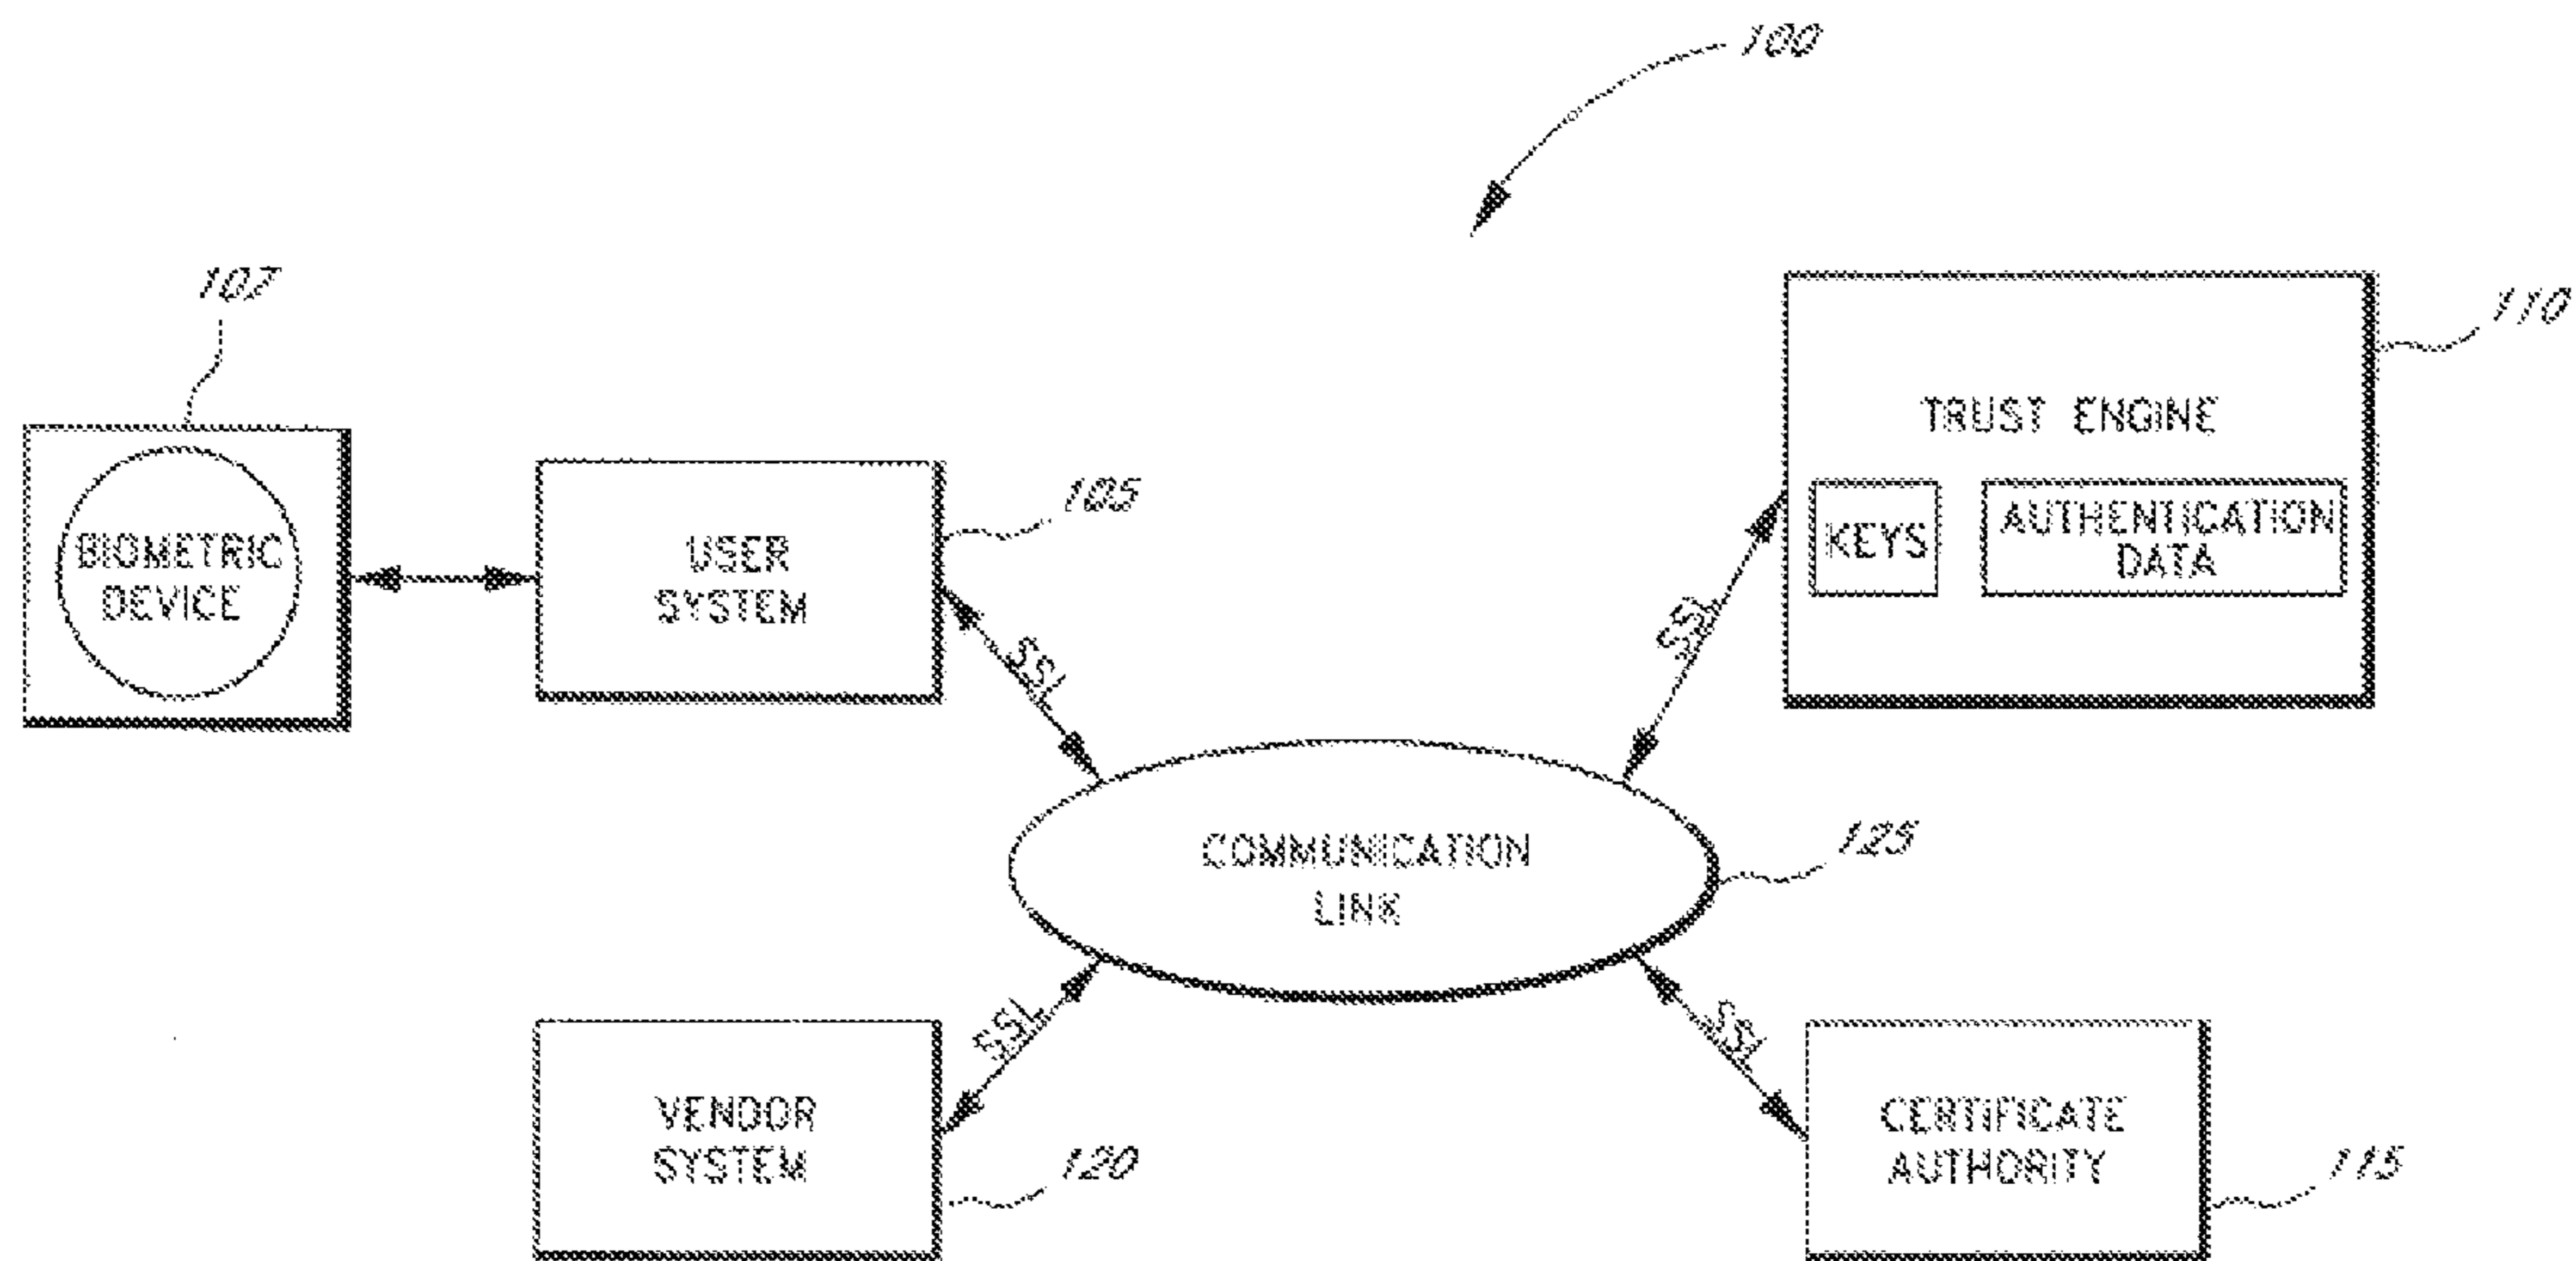 100
107
110
TRUST ENGINE
105
KEYS
AUTHENTICATION
DATA
BIOMETRIC
DEVICE
USER
SYSTEM
SSL
SSL
125
COMMUNICATION
LINK
SSL
SSL
VENDOR
SYSTEM
120
CERTIFICATE
AUTHORITY
115